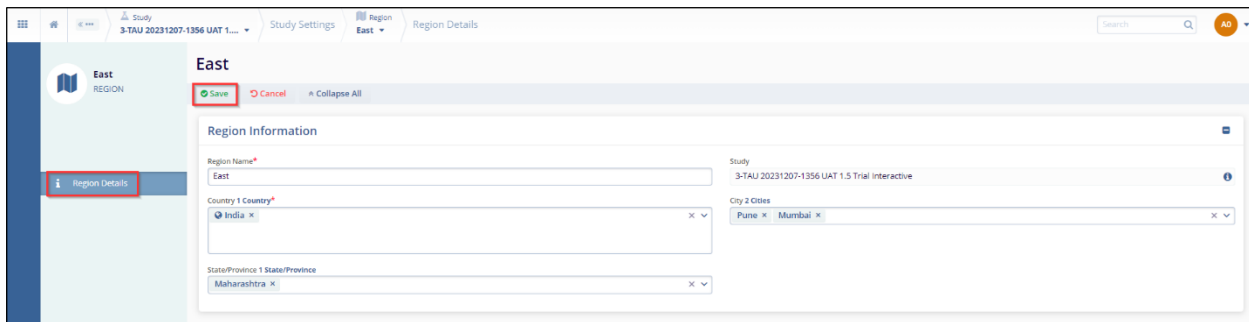 Study
3-TAU 20231207-1356 UAT 1....
Study Settings
Region
East
Region Details
Search
AD
East
REGION
Region Details
East
Save Cancel Collapse All
Region Information
Region Name*
East
Study
3-TAU 20231207-1356 UAT 1.5 Trial Interactive
Country 1 Country*
India ×
City 2 Cities
Pune × Mumbai ×
State/Province 1 State/Province
Maharashtra ×